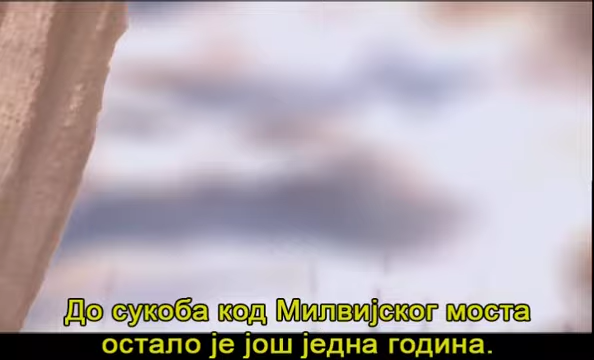 До сукоба код Милвијског моста
остало је још једна година.